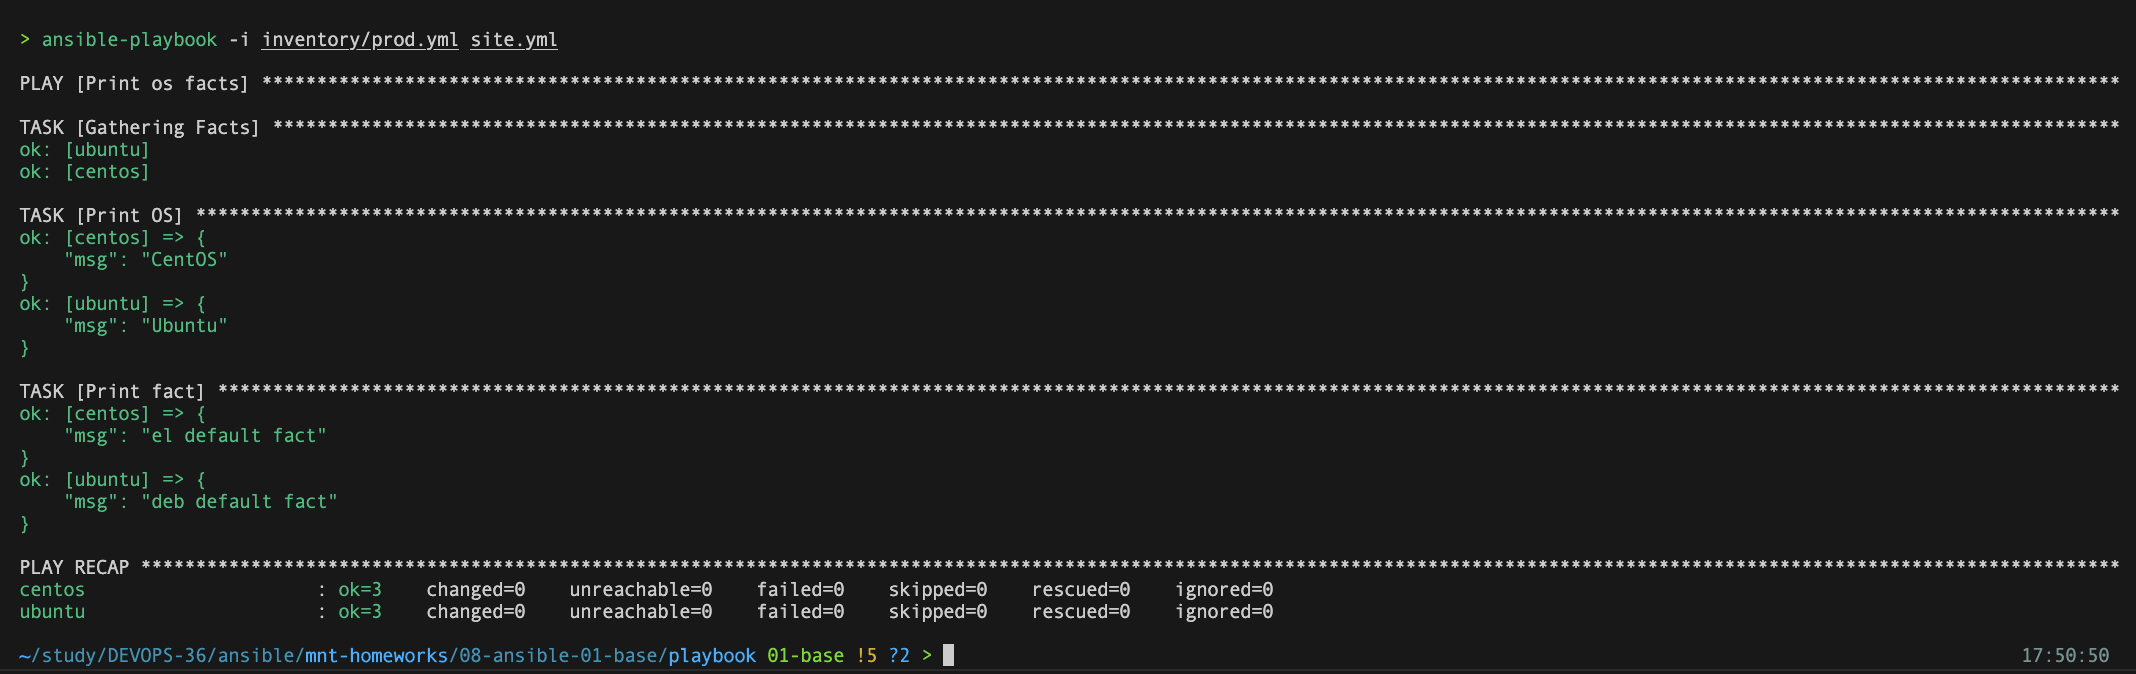 > ansible-playbook -i inventory/prod.yml site.yml
PLAY [Print os facts] ****************************************************************************************************************************************************************************
TASK [Gathering Facts] ***************************************************************************************************************************************************************************
ok: [ubuntu]
ok: [centos]
TASK [Print OS] **********************************************************************************************************************************************************************************
ok: [centos] => {
    "msg": "CentOS"
}
ok: [ubuntu] => {
    "msg": "Ubuntu"
}
TASK [Print fact] ********************************************************************************************************************************************************************************
ok: [centos] => {
    "msg": "el default fact"
}
ok: [ubuntu] => {
    "msg": "deb default fact"
}
PLAY RECAP ***************************************************************************************************************************************************************************************
centos                     : ok=3    changed=0    unreachable=0    failed=0    skipped=0    rescued=0    ignored=0
ubuntu                     : ok=3    changed=0    unreachable=0    failed=0    skipped=0    rescued=0    ignored=0
~/study/DEVOPS-36/ansible/mnt-homeworks/08-ansible-01-base/playbook 01-base !5 ?2 > 17:50:50